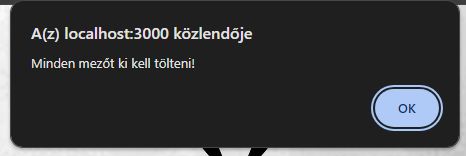 A(z) localhost:3000 közlendője
Minden mezőt ki kell tölteni!
OK